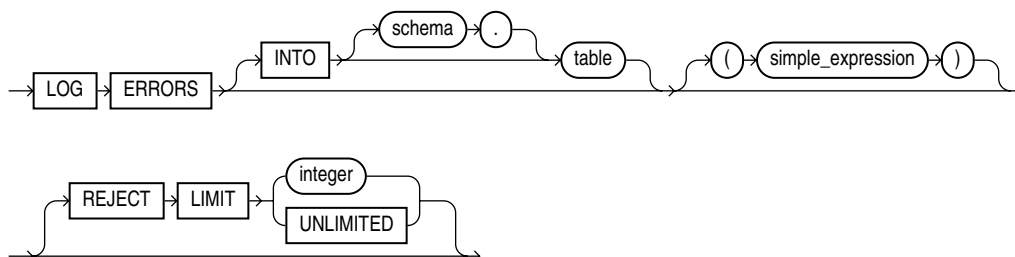 schema .
INTO table ( simple_expression )
LOG ERRORS
integer
REJECT LIMIT
UNLIMITED